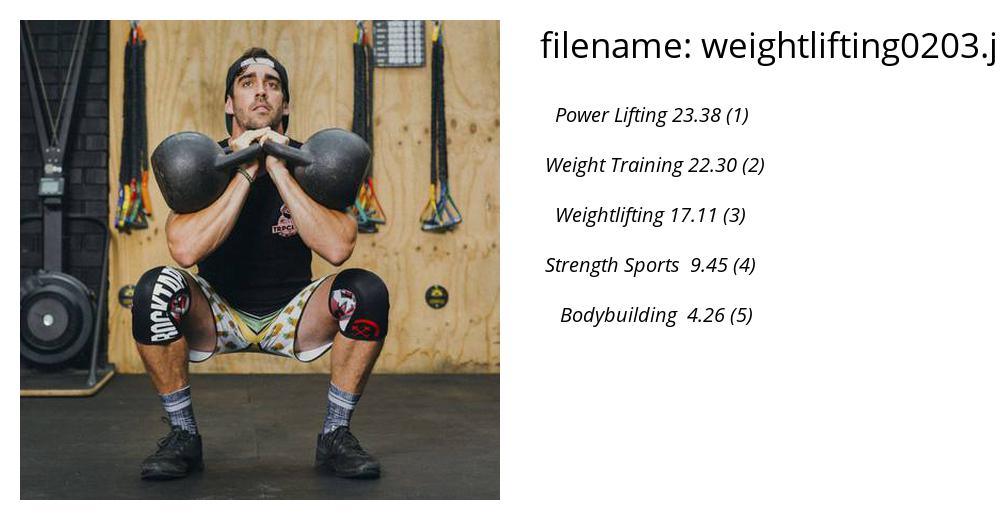 filename: weightlifting0203.j
Power Lifting 23.38 (1)
Weight Training 22.30 (2)
Weightlifting 17.11 (3)
Strength Sports 9.45 (4)
Bodybuilding 4.26 (5)
ROCKTAPE